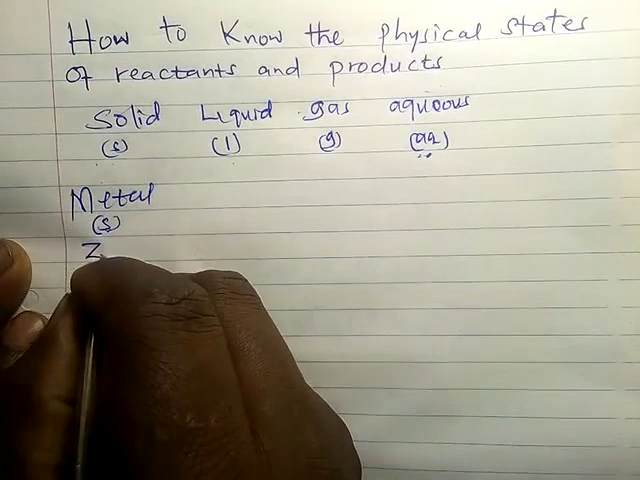 How to Know the physical states
of reactants and products
Solid Liquid gas aqueous
(s) (l) (g) (aq)
Metal
(s)
Z